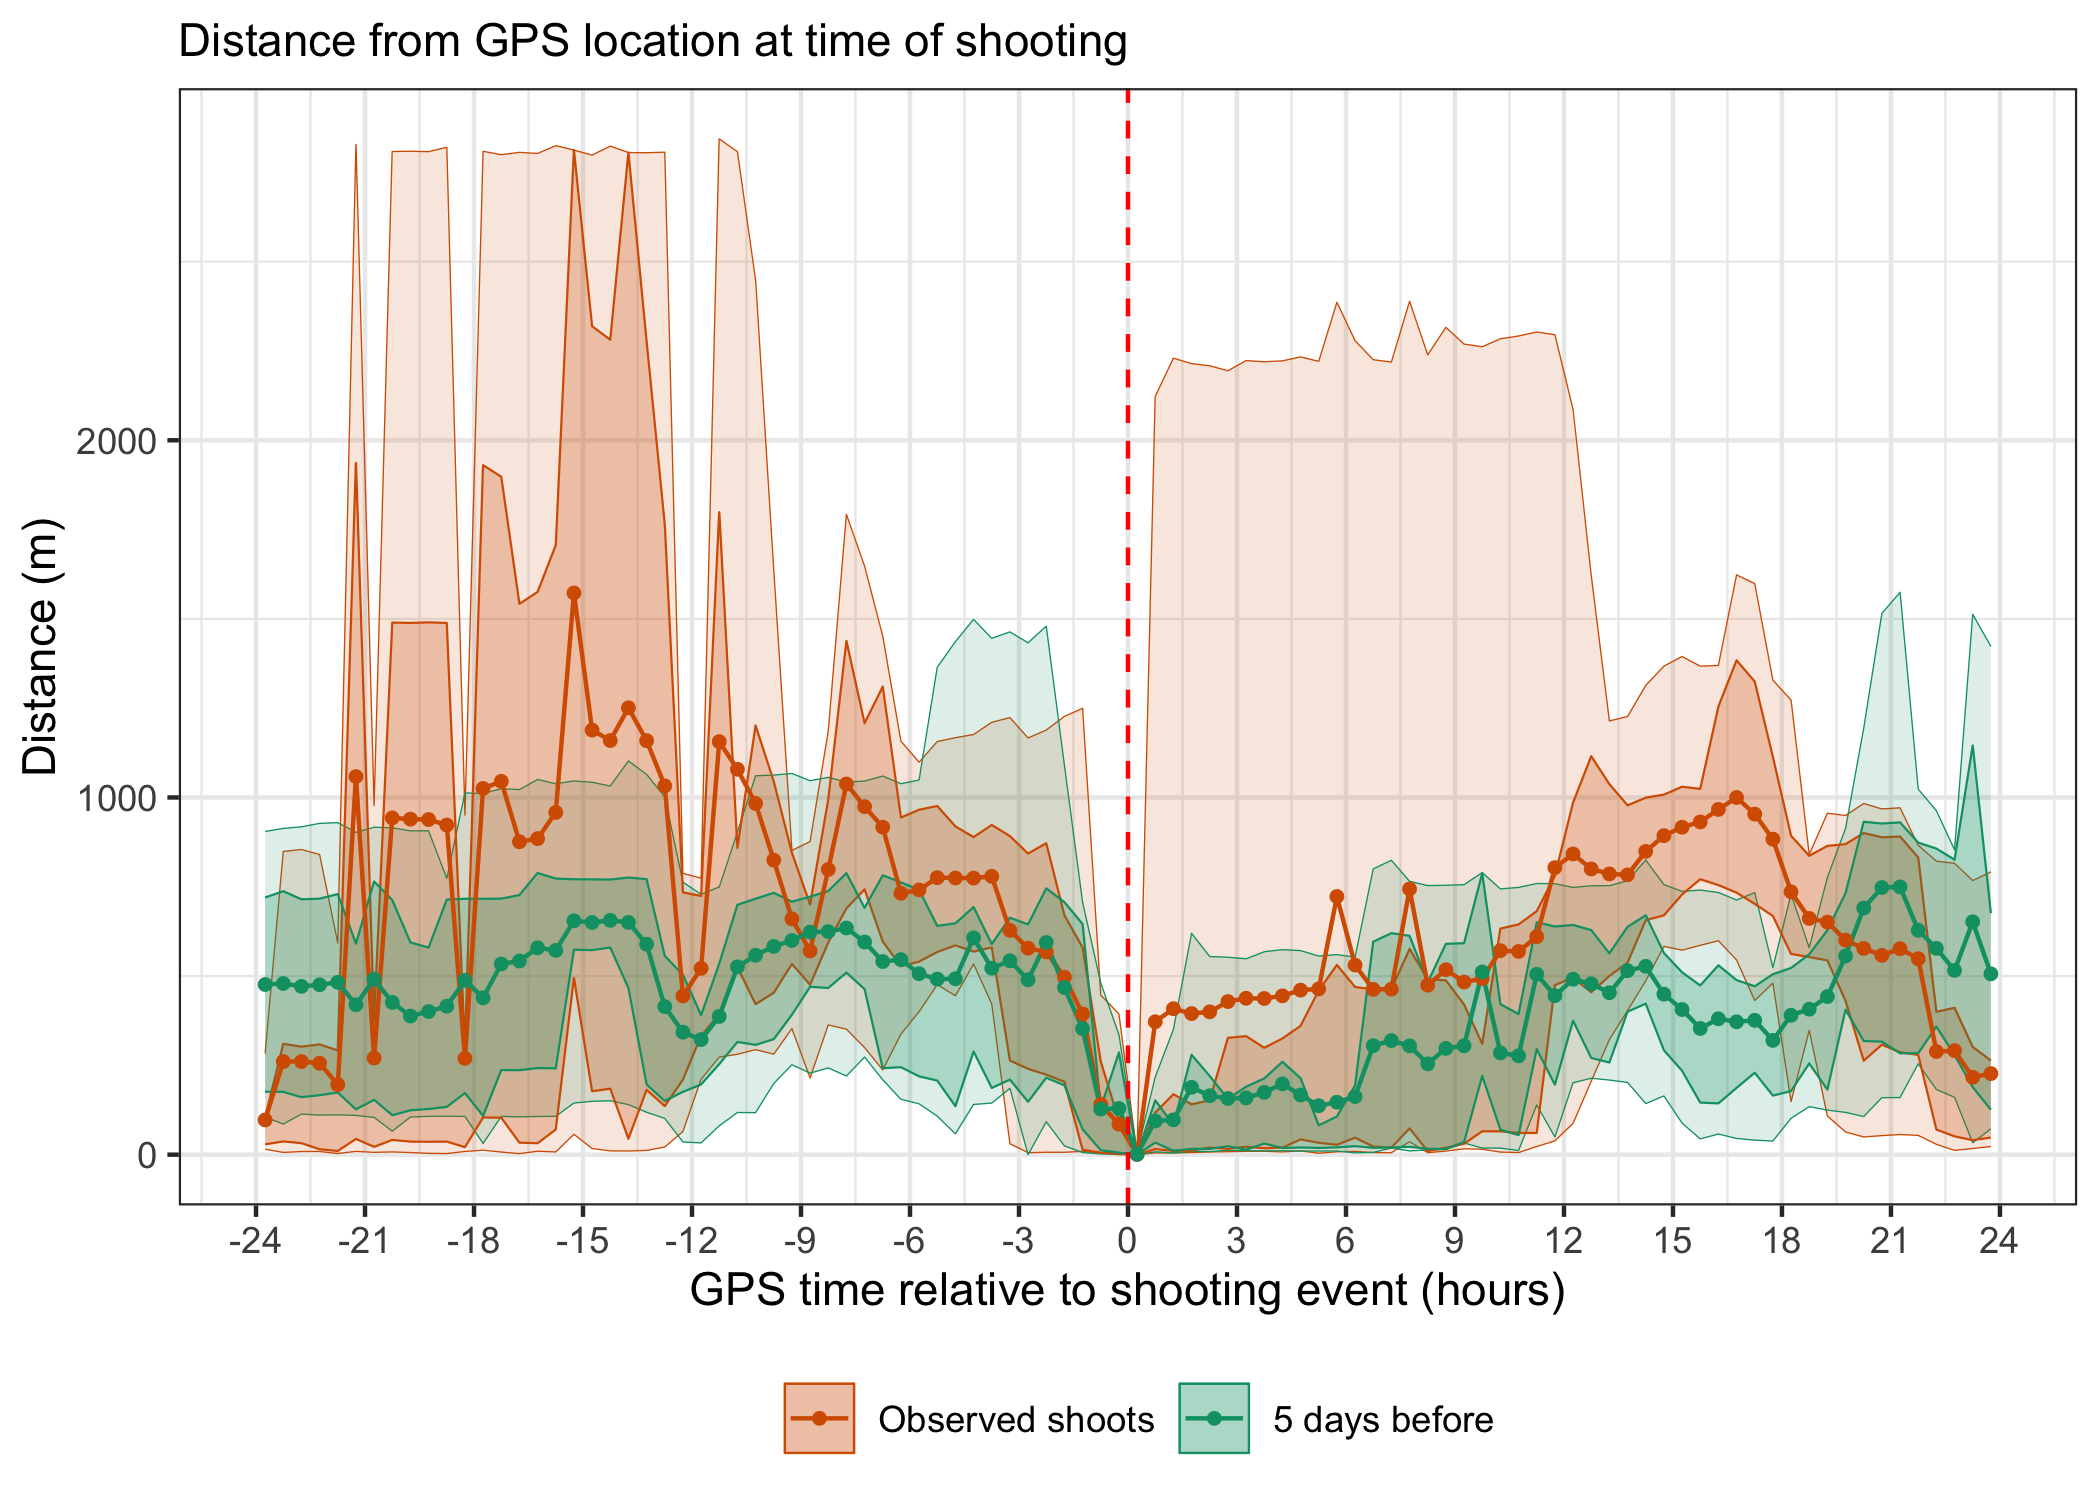 Distance from GPS location at time of shooting
Distance (m)
2000
1000
0
-24 -21 -18 -15 -12 -9 -6 -3 0 3 6 9 12 15 18 21 24
GPS time relative to shooting event (hours)
Observed shoots 5 days before